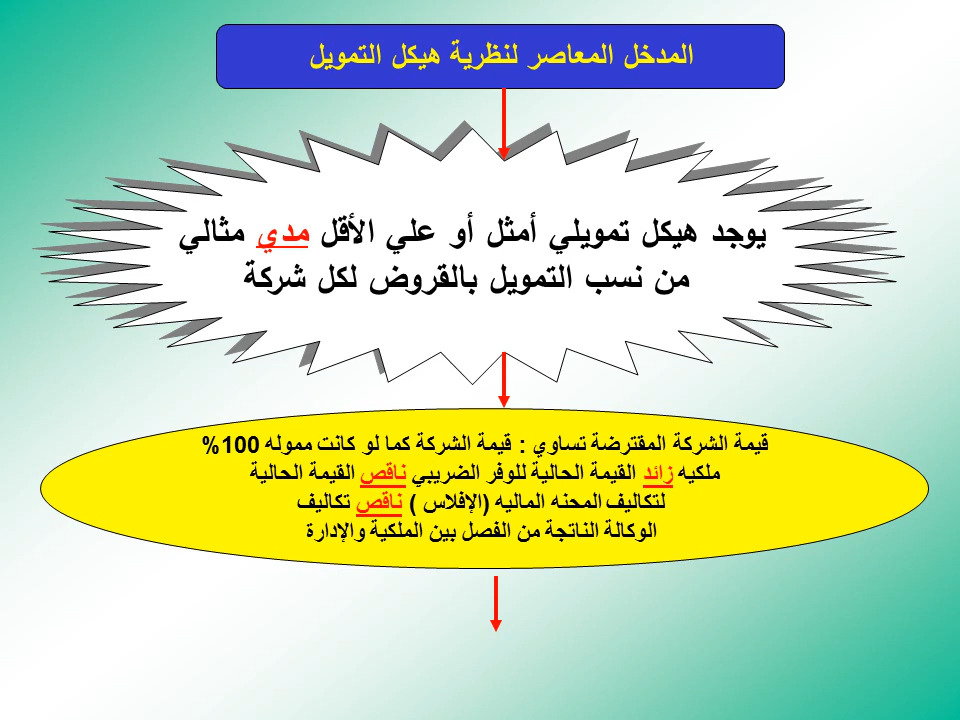 المدخل المعاصر لنظرية هيكل التمويل
يوجد هيكل تمويلي أمثل أو علي الأقل مدي مثالي
من نسب التمويل بالقروض لكل شركة
قيمة الشركة المقترضة تساوي : قيمة الشركة كما لو كانت مموله 100%
ملكيه زائد القيمة الحالية للوفر الضريبي ناقص القيمة الحالية
لتكاليف المحنه الماليه (الإفلاس ) ناقص تكاليف
الوكالة الناتجة من الفصل بين الملكية والإدارة